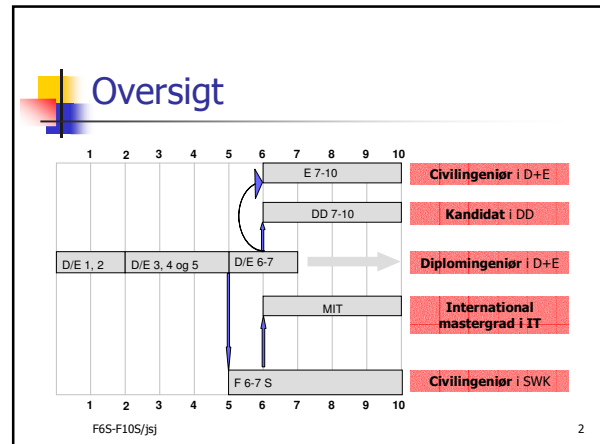 Oversigt
1 2 3 4 5 6 7 8 9 10
E 7-10
Civilingeniør i D+E
DD 7-10
Kandidat i DD
D/E 1, 2
D/E 3, 4 og 5
D/E 6-7
Diplomingeniør i D+E
MIT
International
mastergrad i IT
F 6-7 S
Civilingeniør i SWK
1 2 3 4 5 6 7 8 9 10
F6S-F10S/jsj
2